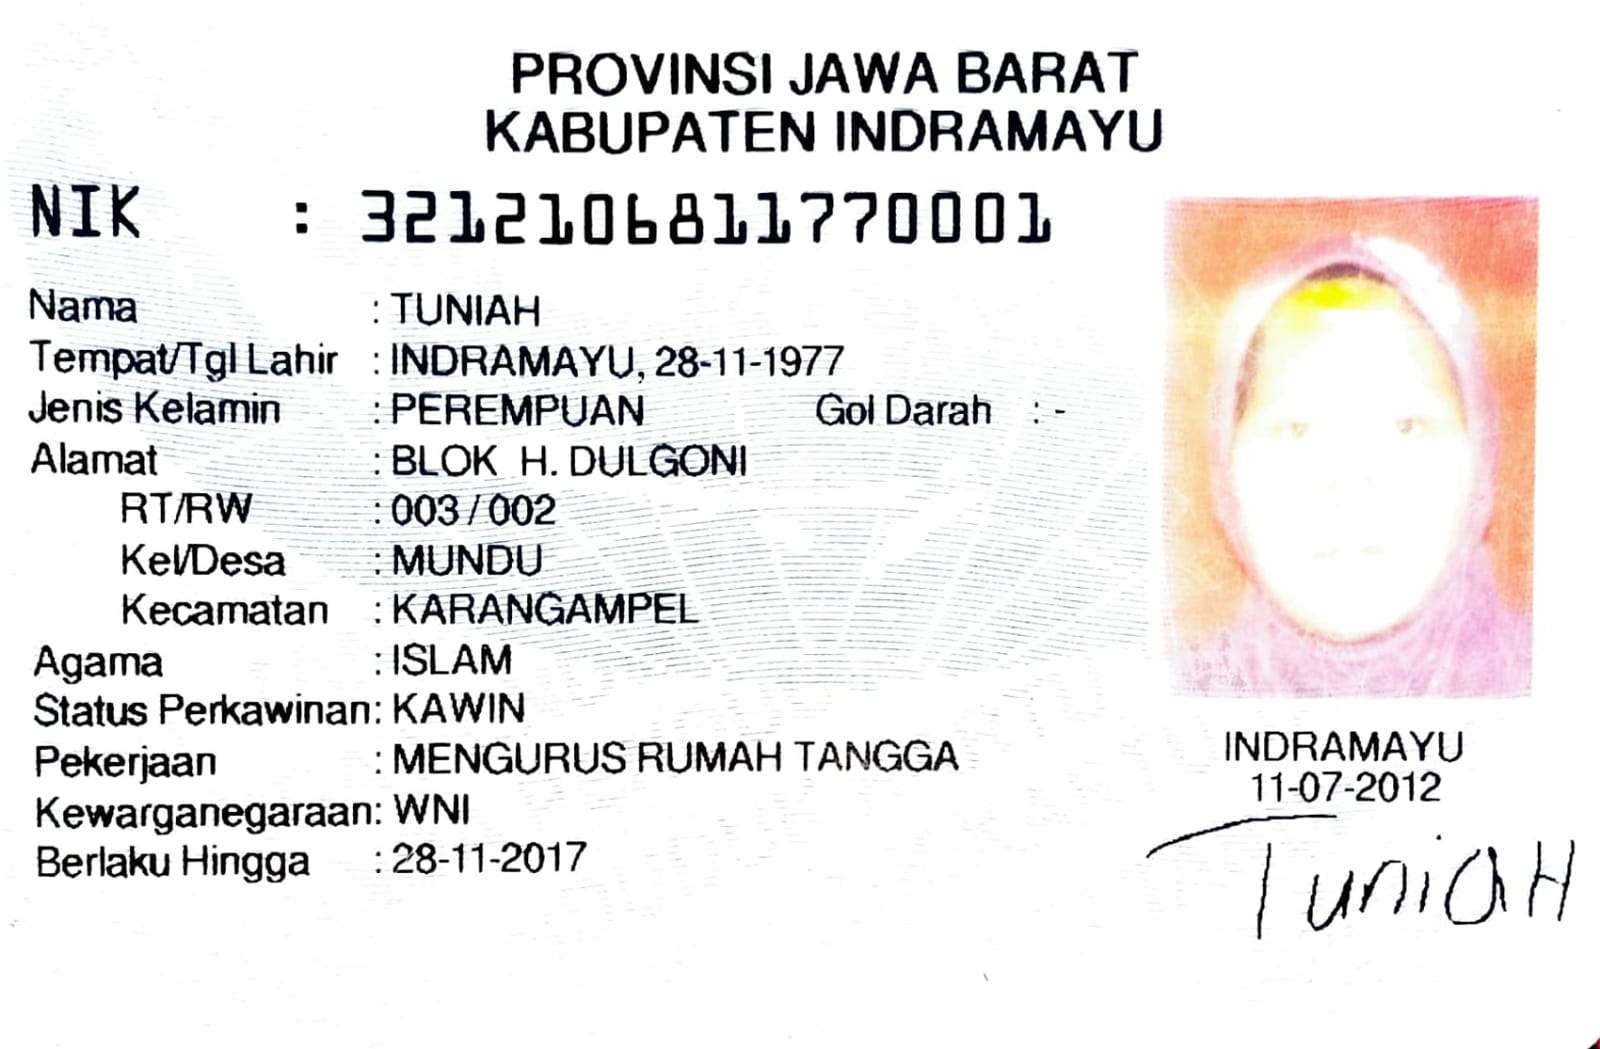 PROVINSI JAWA BARAT
KABUPATEN INDRAMAYU
NIK : 3212106811770001
Nama : TUNIAH
Tempat/Tgl Lahir : INDRAMAYU, 28-11-1977
Jenis Kelamin : PEREMPUAN Gol Darah : -
Alamat : BLOK H. DULGONI
RT/RW : 003 / 002
Kel/Desa : MUNDU
Kecamatan : KARANGAMPEL
Agama : ISLAM
Status Perkawinan: KAWIN
Pekerjaan : MENGURUS RUMAH TANGGA
Kewarganegaraan: WNI
Berlaku Hingga : 28-11-2017
INDRAMAYU
11-07-2012
TuniaH